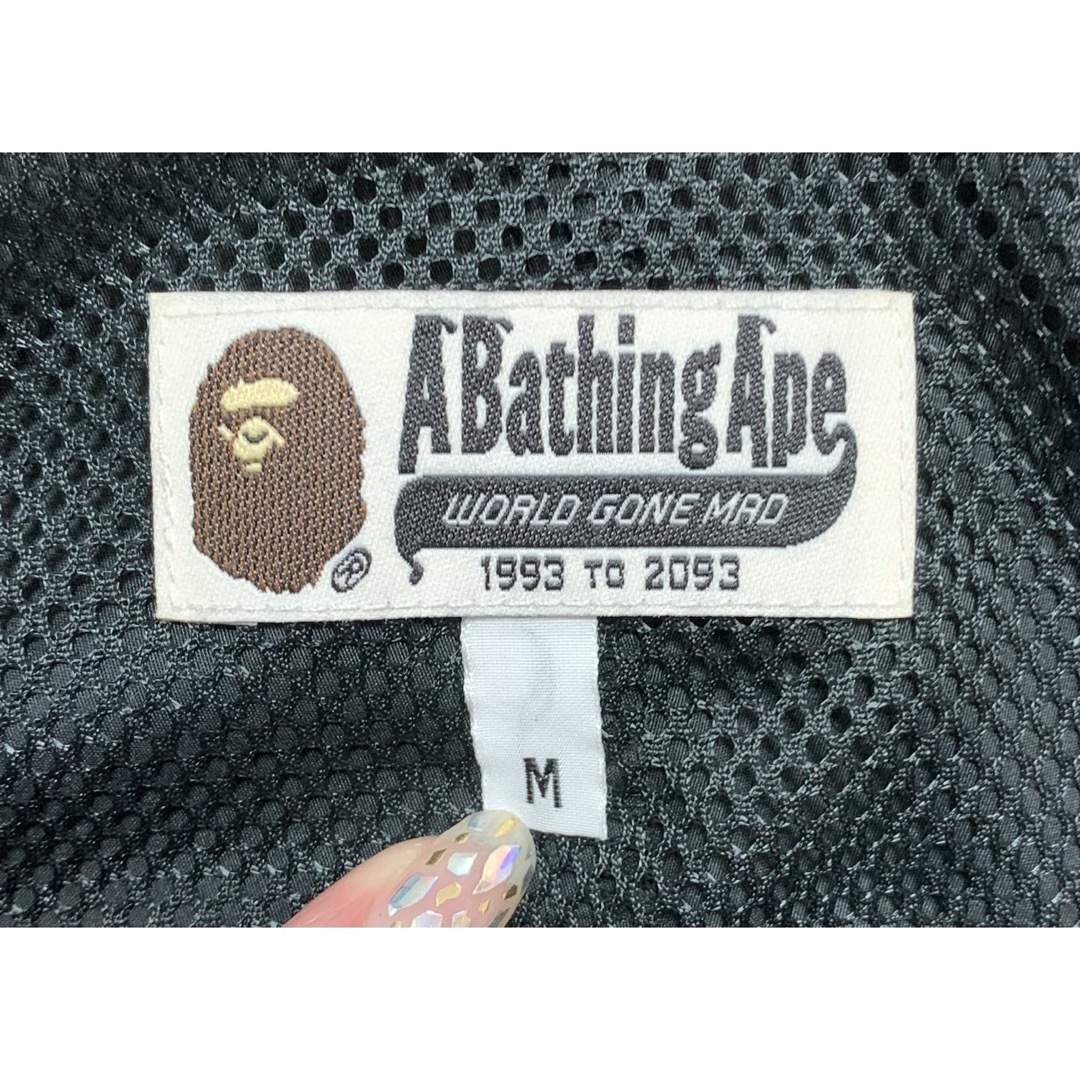 A Bathing Ape
WORLD GONE MAD
1993 TO 2093
®
M